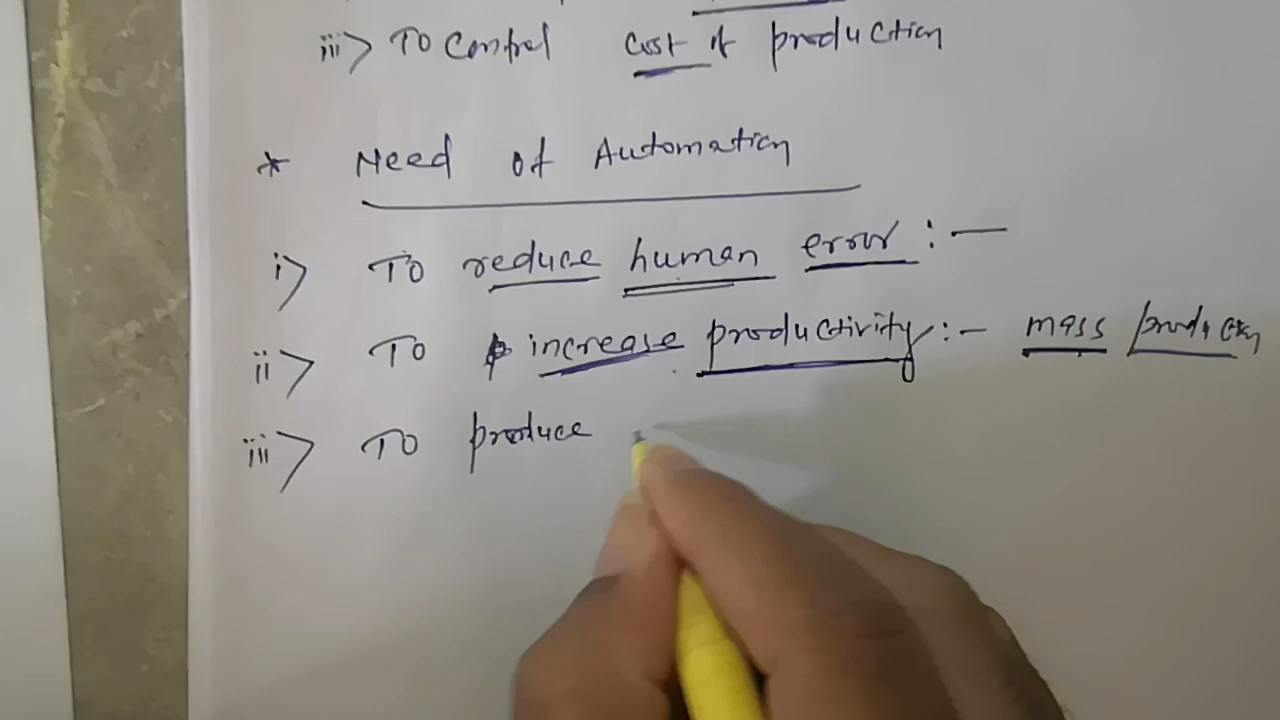 iii> To Control cost of production
* Need of Automation
i> To reduce human error :-
ii> To increase productivity :- mass production
iii> To produce